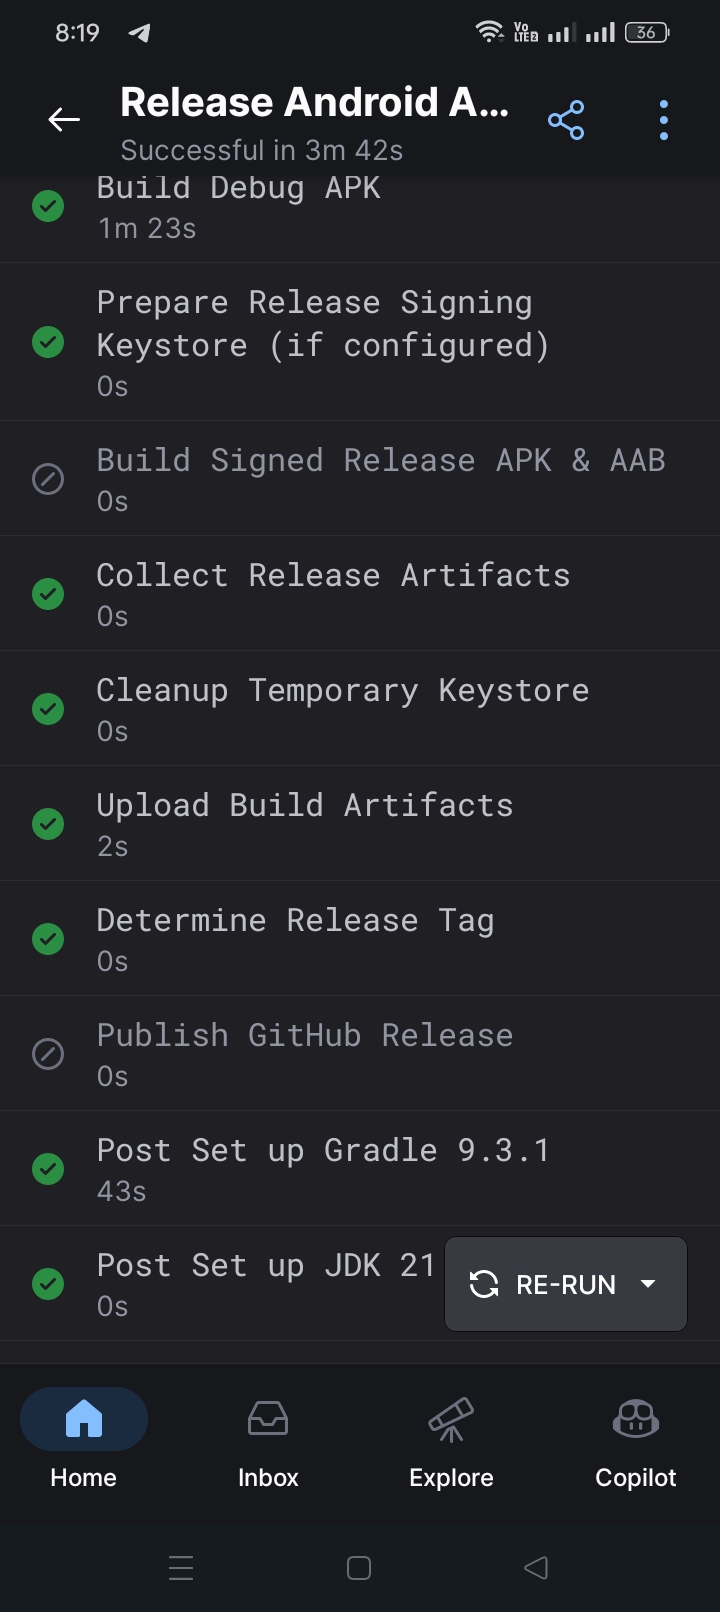 8:19
Vo
LTE2
36
Release Android A...
Successful in 3m 42s
Build Debug APK
1m 23s
Prepare Release Signing
Keystore (if configured)
0s
Build Signed Release APK & AAB
0s
Collect Release Artifacts
0s
Cleanup Temporary Keystore
0s
Upload Build Artifacts
2s
Determine Release Tag
0s
Publish GitHub Release
0s
Post Set up Gradle 9.3.1
43s
Post Set up JDK 21
0s
RE-RUN
Home
Inbox
Explore
Copilot